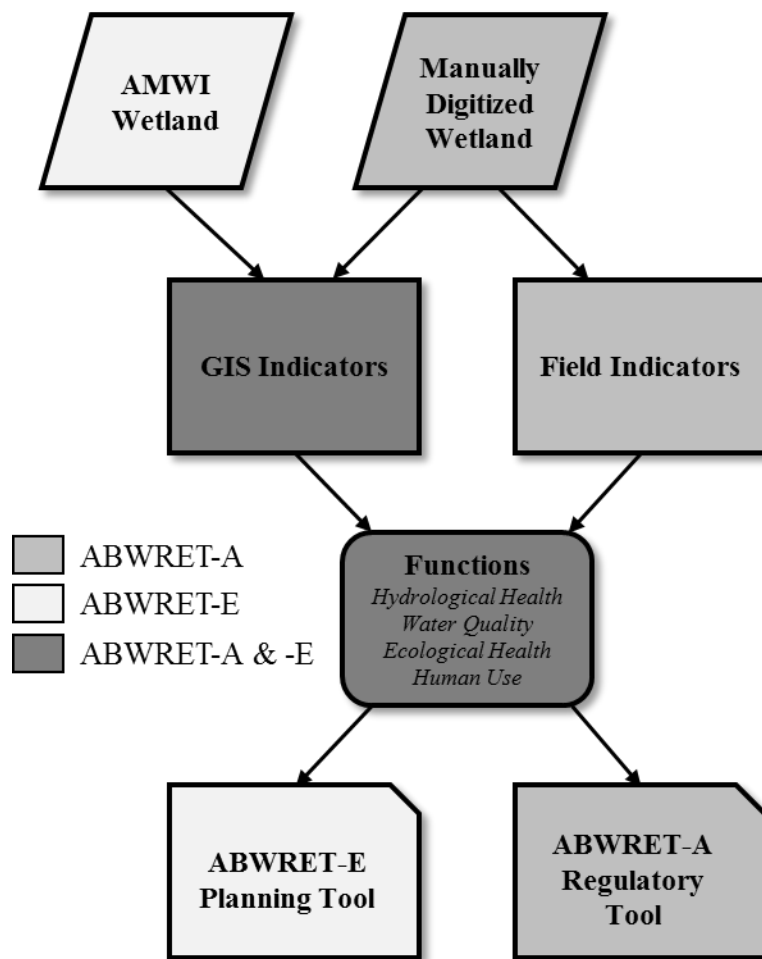 AMWI
Wetland
Manually
Digitized
Wetland
GIS Indicators
Field Indicators
ABWRET-A
ABWRET-E
ABWRET-A & -E
Functions
Hydrological Health
Water Quality
Ecological Health
Human Use
ABWRET-E
Planning Tool
ABWRET-A
Regulatory
Tool